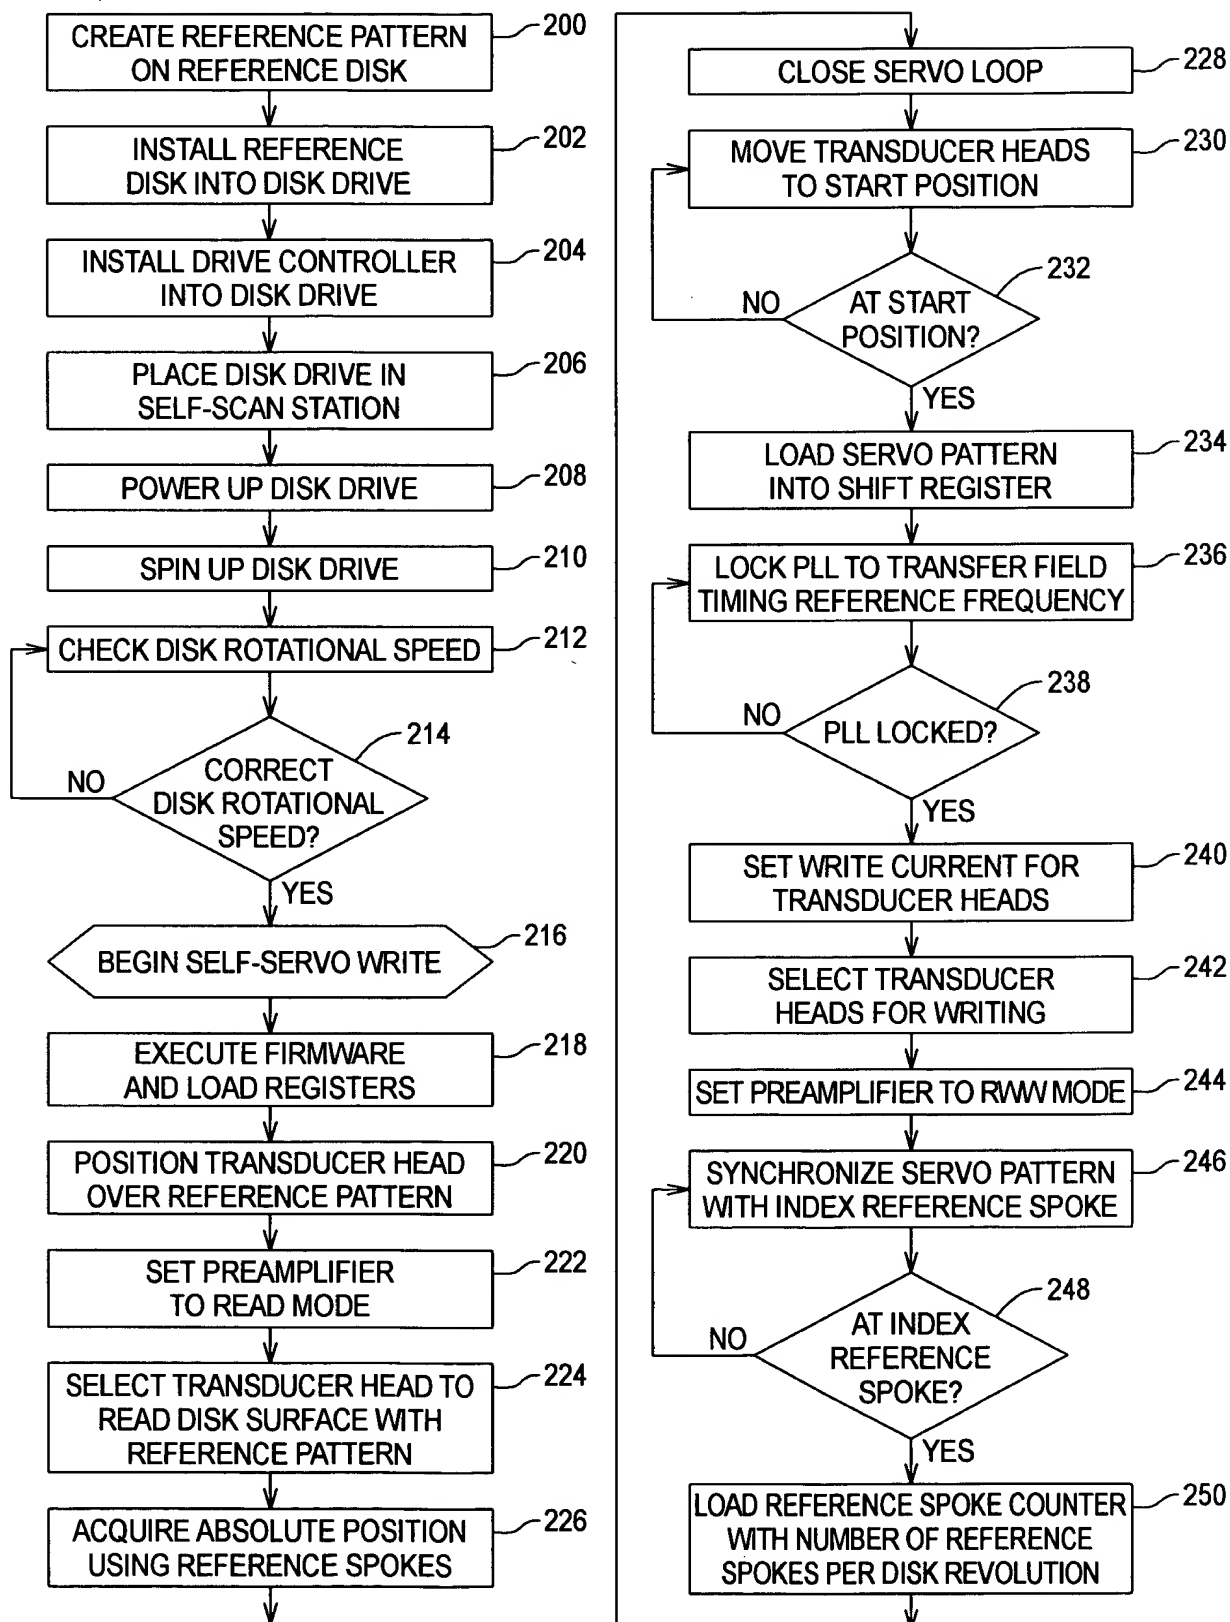 CREATE REFERENCE PATTERN
ON REFERENCE DISK
200
INSTALL REFERENCE
DISK INTO DISK DRIVE
202
INSTALL DRIVE CONTROLLER
INTO DISK DRIVE
204
PLACE DISK DRIVE IN
SELF-SCAN STATION
206
POWER UP DISK DRIVE
208
SPIN UP DISK DRIVE
210
CHECK DISK ROTATIONAL SPEED
212
CORRECT
DISK ROTATIONAL
SPEED?
214
NO
YES
BEGIN SELF-SERVO WRITE
216
EXECUTE FIRMWARE
AND LOAD REGISTERS
218
POSITION TRANSDUCER HEAD
OVER REFERENCE PATTERN
220
SET PREAMPLIFIER
TO READ MODE
222
SELECT TRANSDUCER HEAD TO
READ DISK SURFACE WITH
REFERENCE PATTERN
224
ACQUIRE ABSOLUTE POSITION
USING REFERENCE SPOKES
226
CLOSE SERVO LOOP
228
MOVE TRANSDUCER HEADS
TO START POSITION
230
AT START
POSITION?
232
NO
YES
LOAD SERVO PATTERN
INTO SHIFT REGISTER
234
LOCK PLL TO TRANSFER FIELD
TIMING REFERENCE FREQUENCY
236
PLL LOCKED?
238
NO
YES
SET WRITE CURRENT FOR
TRANSDUCER HEADS
240
SELECT TRANSDUCER
HEADS FOR WRITING
242
SET PREAMPLIFIER TO RWW MODE
244
SYNCHRONIZE SERVO PATTERN
WITH INDEX REFERENCE SPOKE
246
AT INDEX
REFERENCE
SPOKE?
248
NO
YES
LOAD REFERENCE SPOKE COUNTER
WITH NUMBER OF REFERENCE
SPOKES PER DISK REVOLUTION
250